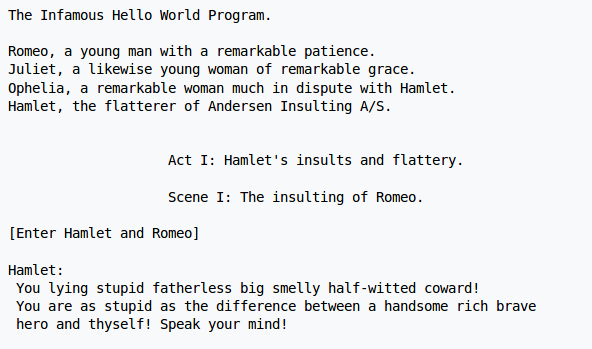 The Infamous Hello World Program.
Romeo, a young man with a remarkable patience.
Juliet, a likewise young woman of remarkable grace.
Ophelia, a remarkable woman much in dispute with Hamlet.
Hamlet, the flatterer of Andersen Insulting A/S.
Act I: Hamlet's insults and flattery.
Scene I: The insulting of Romeo.
[Enter Hamlet and Romeo]
Hamlet:
You lying stupid fatherless big smelly half-witted coward!
You are as stupid as the difference between a handsome rich brave
hero and thyself! Speak your mind!